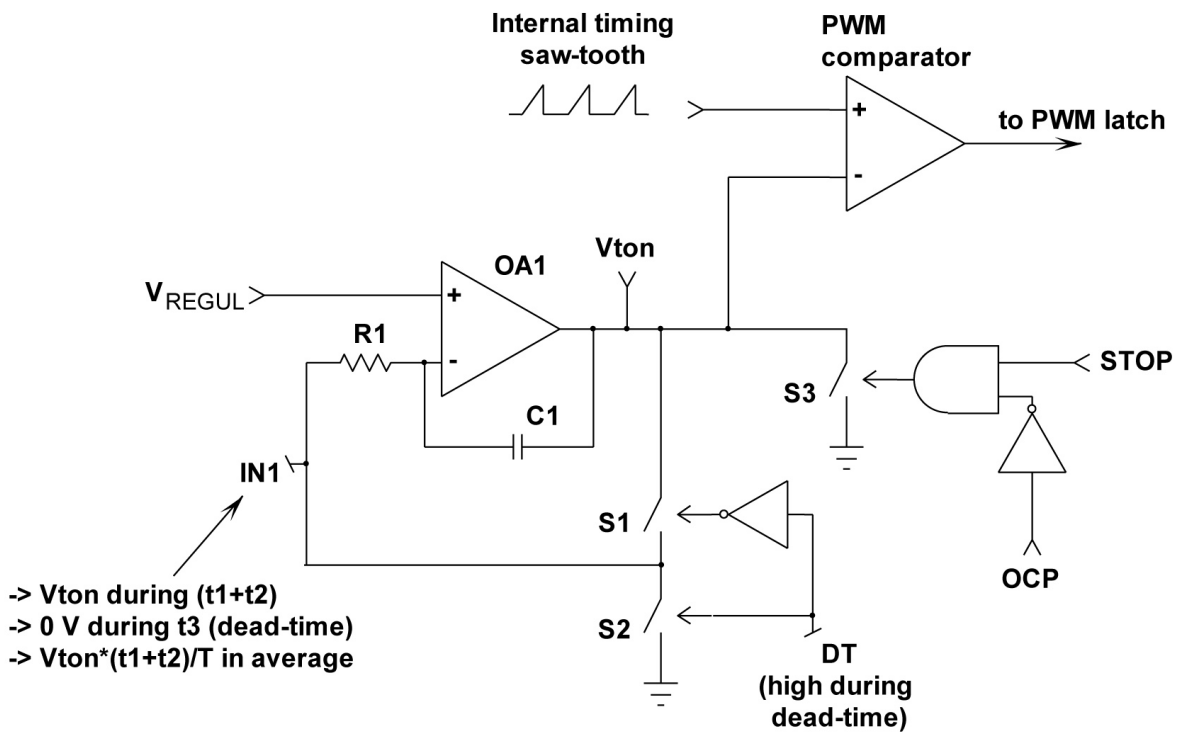 Internal timing
saw-tooth
PWM
comparator
+
-
to PWM latch
Vton
OA1
VREGUL
+
-
R1
C1
S3
STOP
IN1
S1
OCP
-> Vton during (t1+t2)
-> 0 V during t3 (dead-time)
-> Vton*(t1+t2)/T in average
S2
DT
(high during
dead-time)